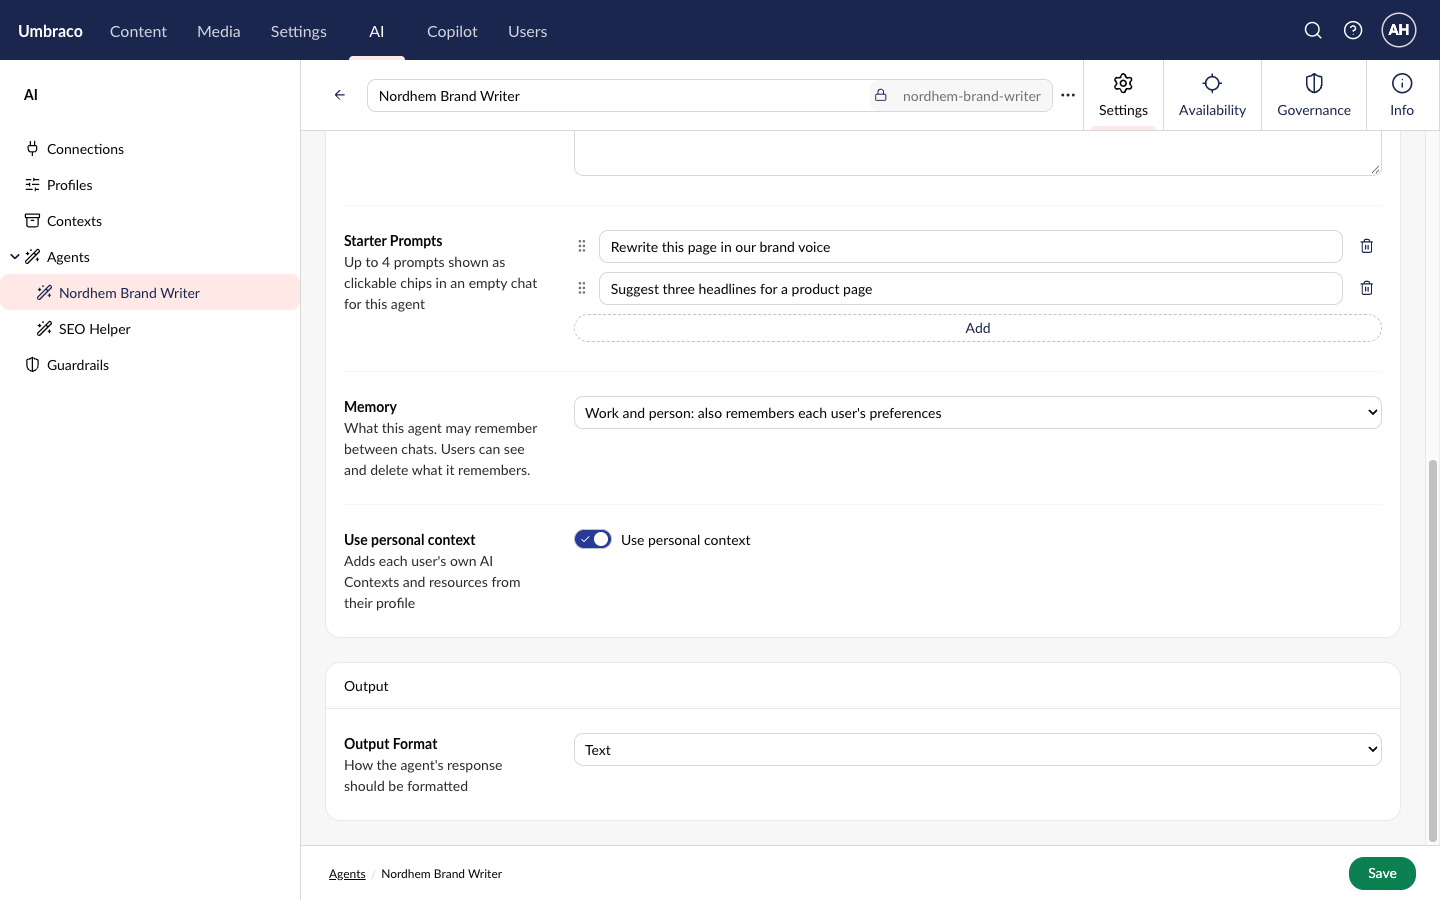 Umbraco
Content
Media
Settings
AI
Copilot
Users
AH
AI
Connections
Profiles
Contexts
Agents
Nordhem Brand Writer
SEO Helper
Guardrails
Nordhem Brand Writer
nordhem-brand-writer
Settings
Availability
Governance
Info
Starter Prompts
Up to 4 prompts shown as
clickable chips in an empty chat
for this agent
Rewrite this page in our brand voice
Suggest three headlines for a product page
Add
Memory
What this agent may remember
between chats. Users can see
and delete what it remembers.
Work and person: also remembers each user's preferences
Use personal context
Adds each user's own AI
Contexts and resources from
their profile
Use personal context
Output
Output Format
How the agent's response
should be formatted
Text
Agents / Nordhem Brand Writer
Save